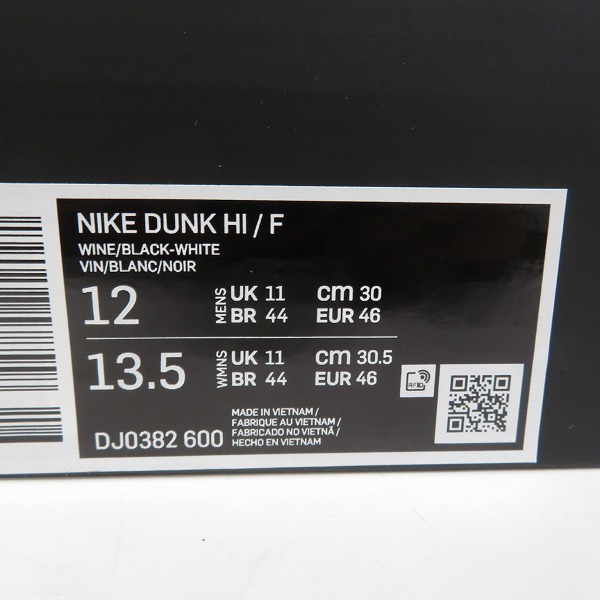 NIKE DUNK HI / F
WINE/BLACK-WHITE
VIN/BLANC/NOIR
12 MENS UK 11 cm 30
BR 44 EUR 46
13.5 WMNS UK 11 cm 30.5
BR 44 EUR 46
RFID
DJ0382 600
MADE IN VIETNAM /
FABRIQUE AU VIETNAM /
FABRICADO NO VIETNÃ /
HECHO EN VIETNAM